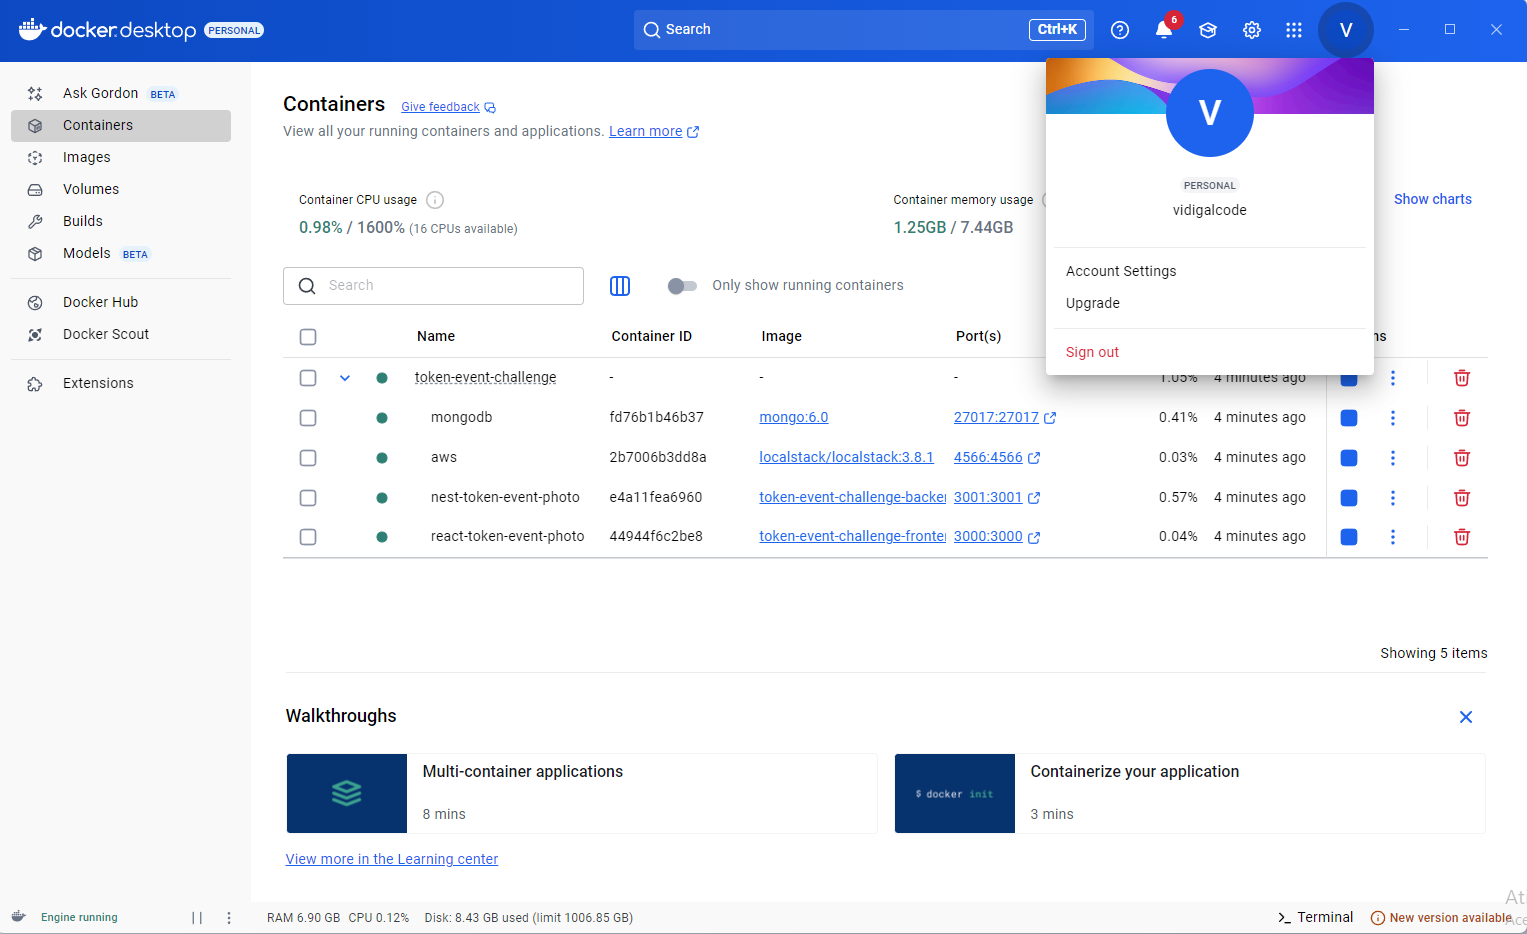 docker.desktop PERSONAL
Search Ctrl+K 6 V
Ask Gordon BETA
Containers
Images
Volumes
Builds
Models BETA
Docker Hub
Docker Scout
Extensions
Containers Give feedback
View all your running containers and applications. Learn more
V
PERSONAL
vidigalcode
Account Settings
Upgrade
Sign out
Container CPU usage
0.98% / 1600% (16 CPUs available)
Container memory usage
1.25GB / 7.44GB
Show charts
Search
Only show running containers
Name Container ID Image Port(s) ns
token-event-challenge - - - 1.05% 4 minutes ago
mongodb fd76b1b46b37 mongo:6.0 27017:27017 0.41% 4 minutes ago
aws 2b7006b3dd8a localstack/localstack:3.8.1 4566:4566 0.03% 4 minutes ago
nest-token-event-photo e4a11fea6960 token-event-challenge-backe 3001:3001 0.57% 4 minutes ago
react-token-event-photo 44944f6c2be8 token-event-challenge-fronte 3000:3000 0.04% 4 minutes ago
Showing 5 items
Walkthroughs
Multi-container applications
8 mins
$ docker init
Containerize your application
3 mins
View more in the Learning center
Engine running
RAM 6.90 GB CPU 0.12% Disk: 8.43 GB used (limit 1006.85 GB)
Terminal
New version available
Ati
Ace